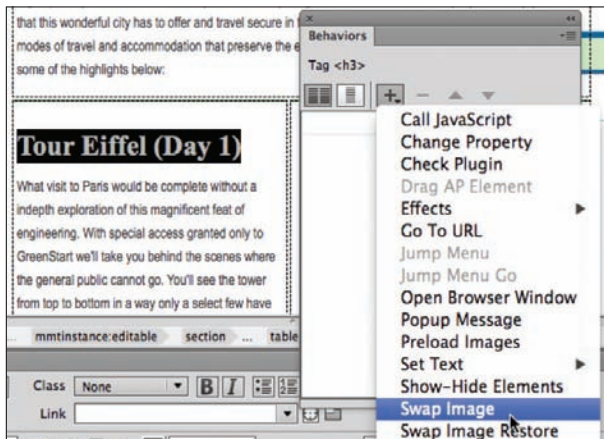 that this wonderful city has to offer and travel secure in
modes of travel and accommodation that preserve the e
some of the highlights below:
Tour Eiffel (Day 1)
What visit to Paris would be complete without a
indepth exploration of this magnificent feat of
engineering. With special access granted only to
GreenStart we'll take you behind the scenes where
the general public cannot go. You'll see the tower
from top to bottom in a way only a select few have
... mmtinstance:editable section ... table
Class None B I
Link
Behaviors
Tag <h3>
Call JavaScript
Change Property
Check Plugin
Drag AP Element
Effects
Go To URL
Jump Menu
Jump Menu Go
Open Browser Window
Popup Message
Preload Images
Set Text
Show-Hide Elements
Swap Image
Swap Image Restore